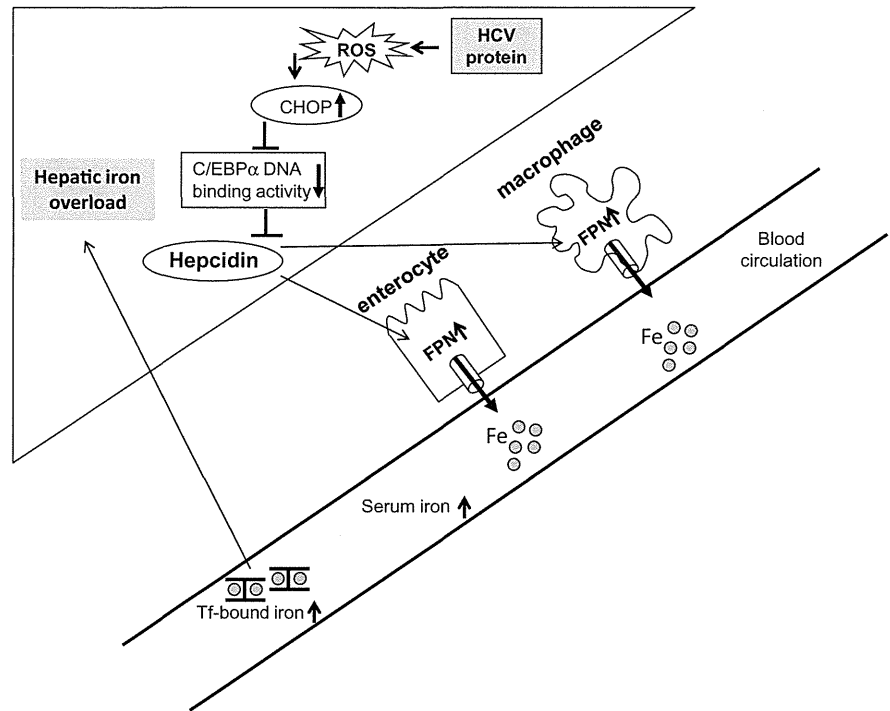 ROS
HCV
protein
CHOP
C/EBPα DNA
binding activity
Hepatic iron
overload
Hepcidin
macrophage
FPN
enterocyte
FPN
Blood
circulation
Fe
Fe
Serum iron
Tf-bound iron